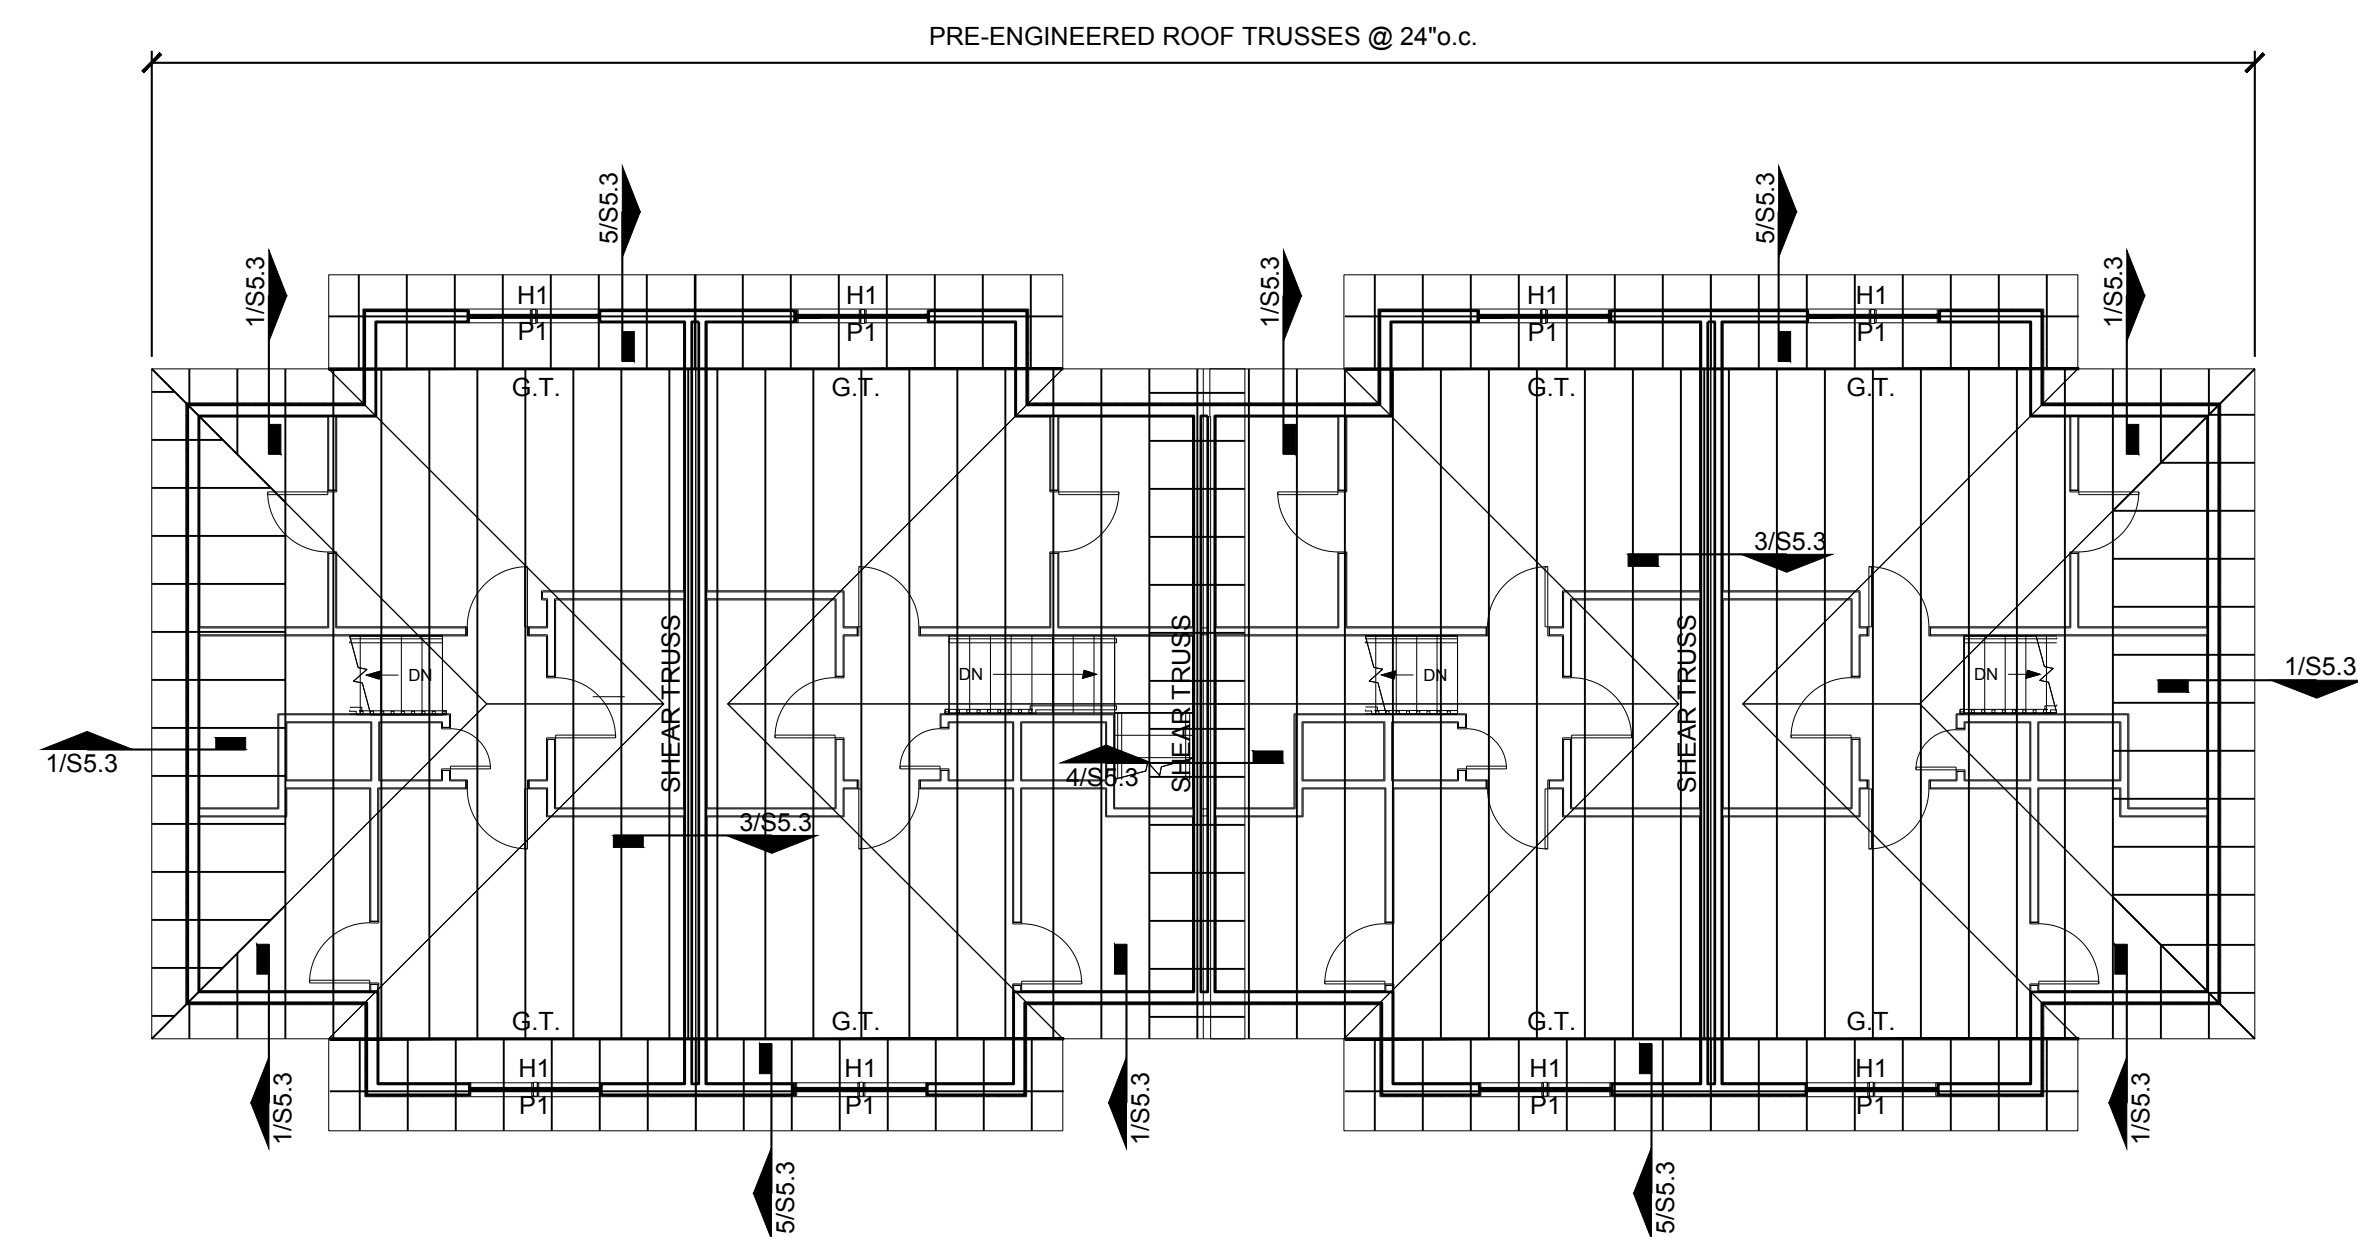 PRE-ENGINEERED ROOF TRUSSES @ 24"o.c.
5/S5.3
5/S5.3
1/S5.3
1/S5.3
1/S5.3
H1
H1
H1
H1
P1
P1
P1
P1
G.T.
G.T.
G.T.
G.T.
3/S5.3
SHEAR TRUSS
SHEAR TRUSS
SHEAR TRUSS
DN
DN
DN
DN
1/S5.3
1/S5.3
4/S5.3
3/S5.3
G.T.
G.T.
G.T.
G.T.
H1
H1
H1
H1
P1
P1
P1
P1
1/S5.3
1/S5.3
1/S5.3
5/S5.3
5/S5.3